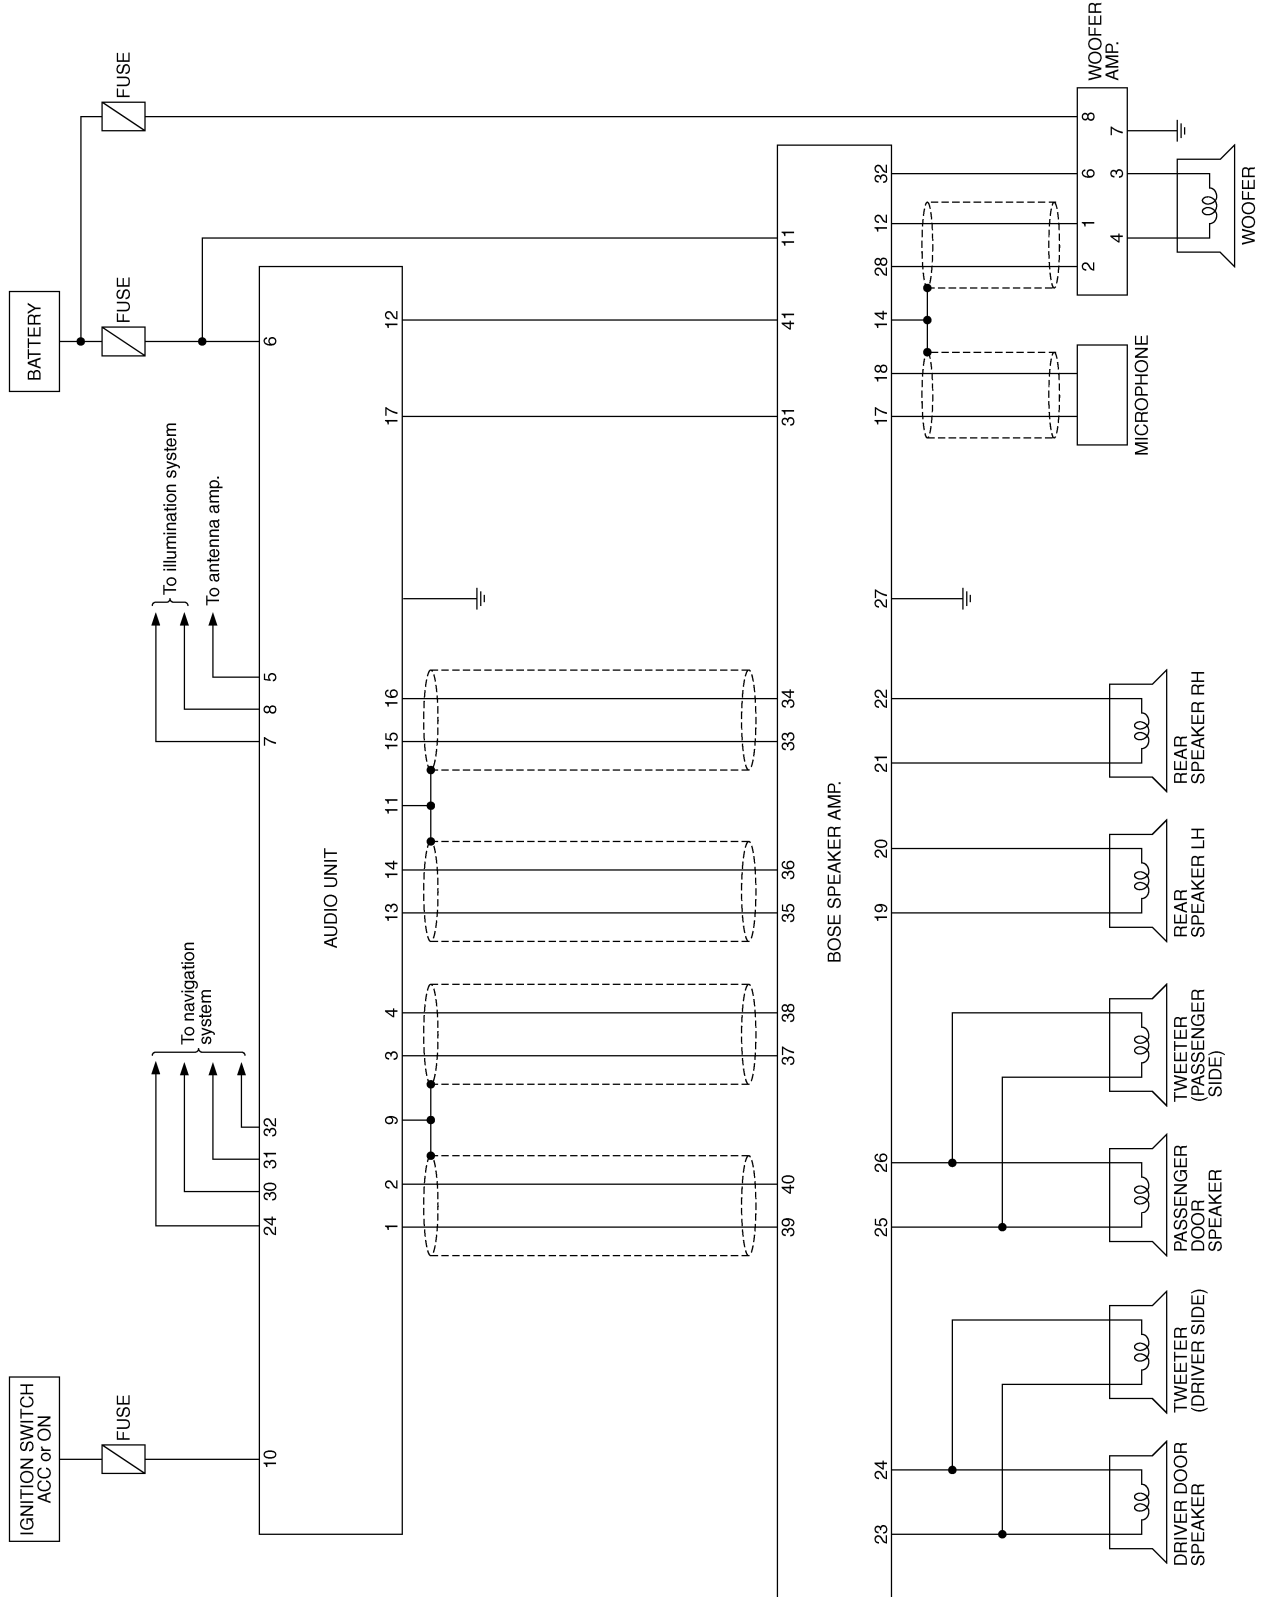 IGNITION SWITCH
ACC or ON
BATTERY
FUSE
FUSE
FUSE
To navigation
system
To illumination system
To antenna amp.
10
24
30
31
32
7
8
5
6
AUDIO UNIT
1
2
9
3
4
13
14
11
15
16
17
12
39
40
37
38
35
36
33
34
31
41
11
BOSE SPEAKER AMP.
23
24
25
26
19
20
21
22
27
17
18
14
28
12
32
DRIVER DOOR
SPEAKER
TWEETER
(DRIVER SIDE)
PASSENGER
DOOR
SPEAKER
TWEETER
(PASSENGER
SIDE)
REAR
SPEAKER LH
REAR
SPEAKER RH
MICROPHONE
2
1
6
8
4
3
7
WOOFER
AMP.
WOOFER